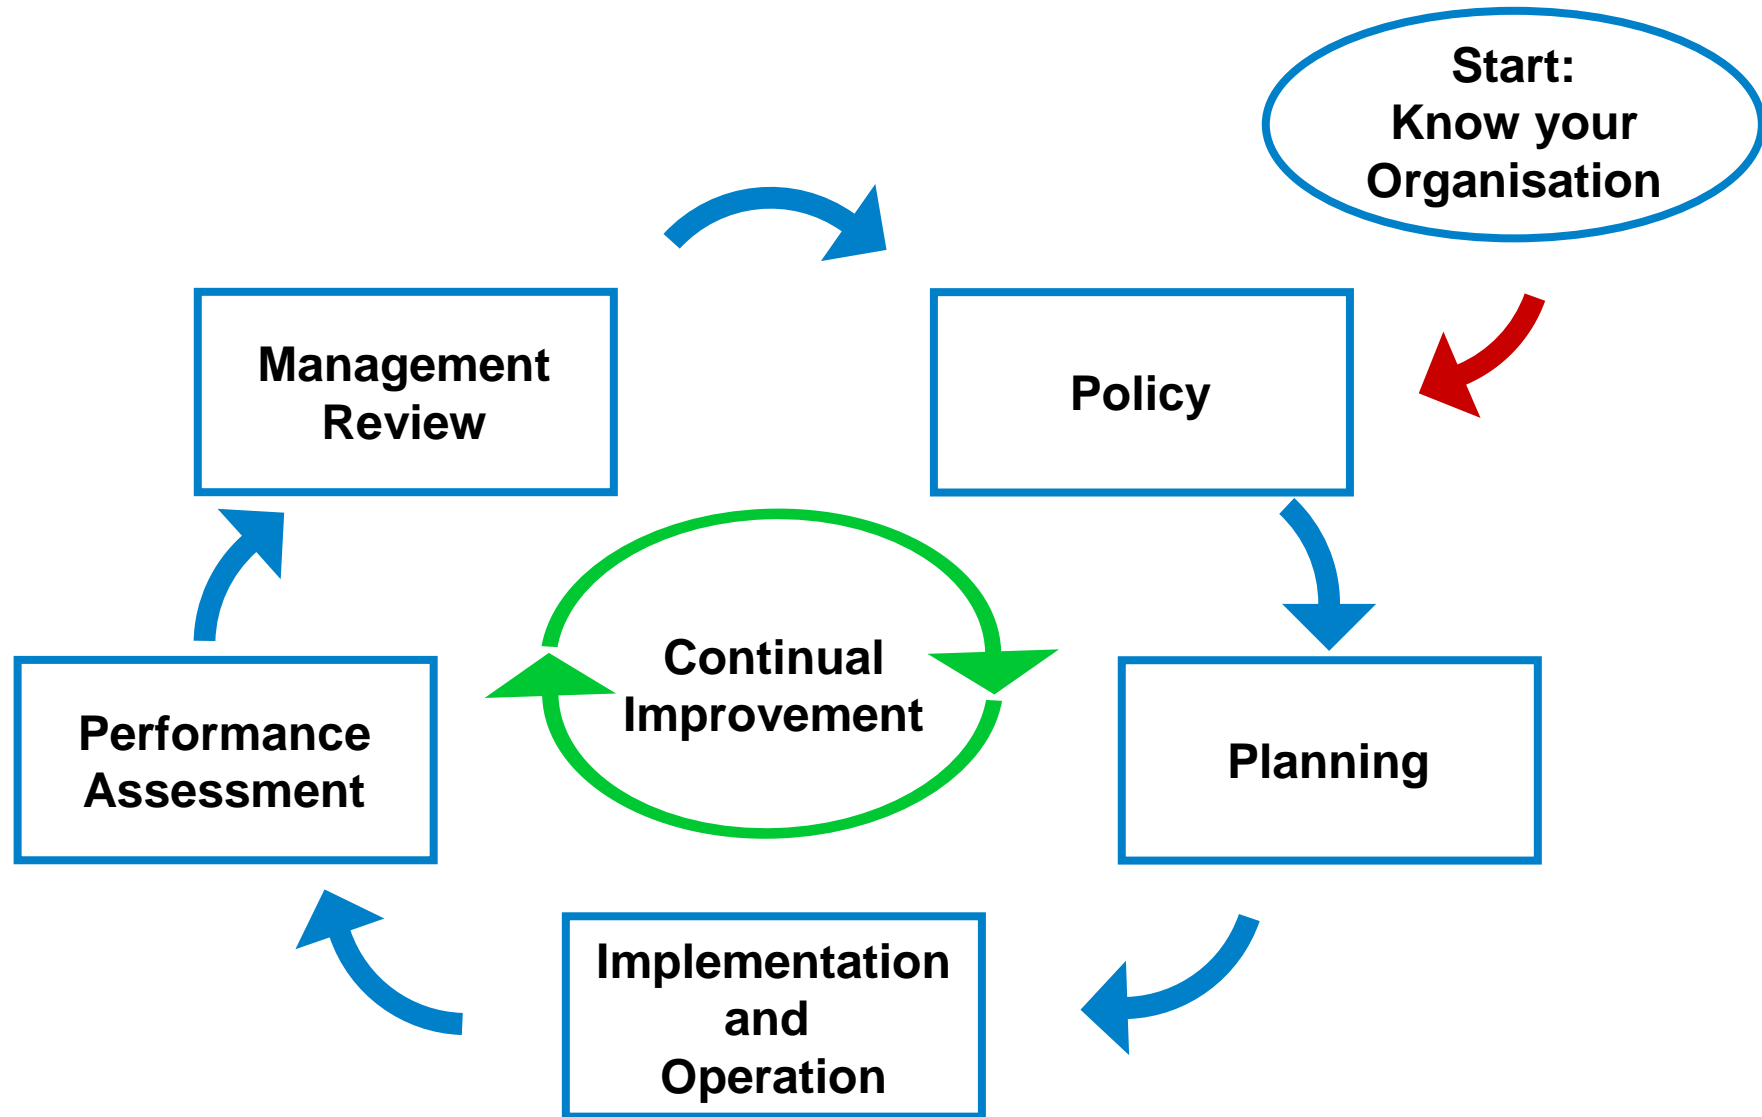 Start:
Know your
Organisation
Management
Review
Policy
Continual
Improvement
Performance
Assessment
Planning
Implementation
and
Operation